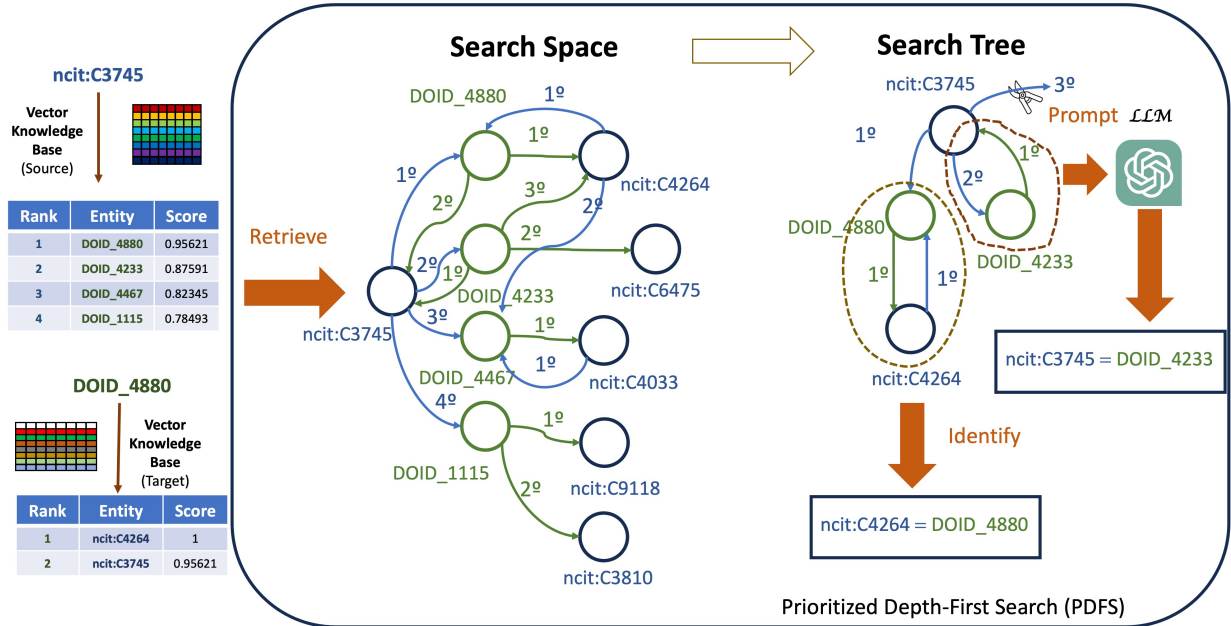 ncit:C3745
Vector
Knowledge
Base
(Source)
Rank Entity Score
1 DOID_4880 0.95621
2 DOID_4233 0.87591
3 DOID_4467 0.82345
4 DOID_1115 0.78493
DOID_4880
Vector
Knowledge
Base
(Target)
Rank Entity Score
1 ncit:C4264 1
2 ncit:C3745 0.95621
Retrieve
Search Space
DOID_4880
1º
1º
1º
ncit:C4264
2º
3º
2º
2º
2º
1º
ncit:C6475
DOID_4233
ncit:C3745
3º
1º
1º
DOID_4467
ncit:C4033
4º
1º
DOID_1115
ncit:C9118
2º
ncit:C3810
Search Tree
ncit:C3745
3º
Prompt LLM
1º
1º
2º
DOID_4880
DOID_4233
1º
1º
ncit:C4264
ncit:C3745 = DOID_4233
Identify
ncit:C4264 = DOID_4880
Prioritized Depth-First Search (PDFS)